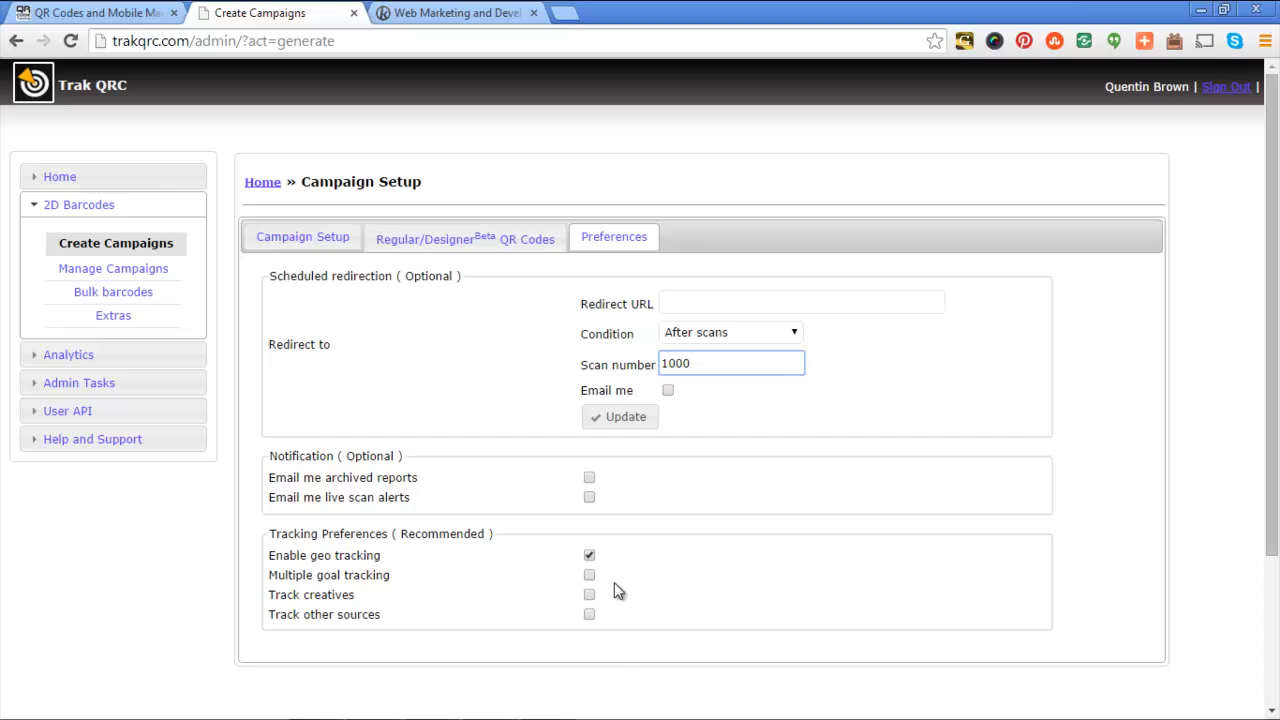 QR Codes and Mobile Ma
Create Campaigns
Web Marketing and Devel
trakqrc.com/admin/?act=generate
Trak QRC
Quentin Brown | Sign Out |
Home
2D Barcodes
Create Campaigns
Manage Campaigns
Bulk barcodes
Extras
Analytics
Admin Tasks
User API
Help and Support
Home » Campaign Setup
Campaign Setup
Regular/Designer Beta QR Codes
Preferences
Scheduled redirection ( Optional )
Redirect to
Redirect URL
Condition After scans
Scan number 1000
Email me
Update
Notification ( Optional )
Email me archived reports
Email me live scan alerts
Tracking Preferences ( Recommended )
Enable geo tracking
Multiple goal tracking
Track creatives
Track other sources